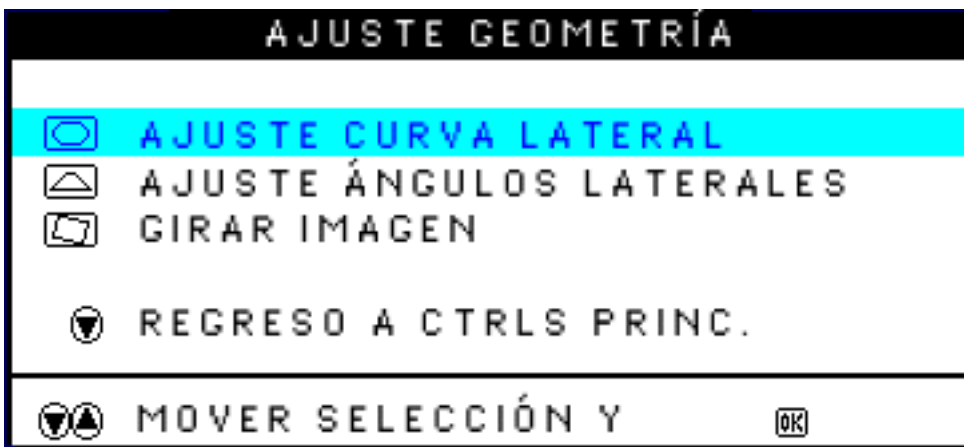 AJUSTE GEOMETRÍA
AJUSTE CURVA LATERAL
AJUSTE ÁNGULOS LATERALES
GIRAR IMAGEN
REGRESO A CTRLS PRINC.
MOVER SELECCIÓN Y OK